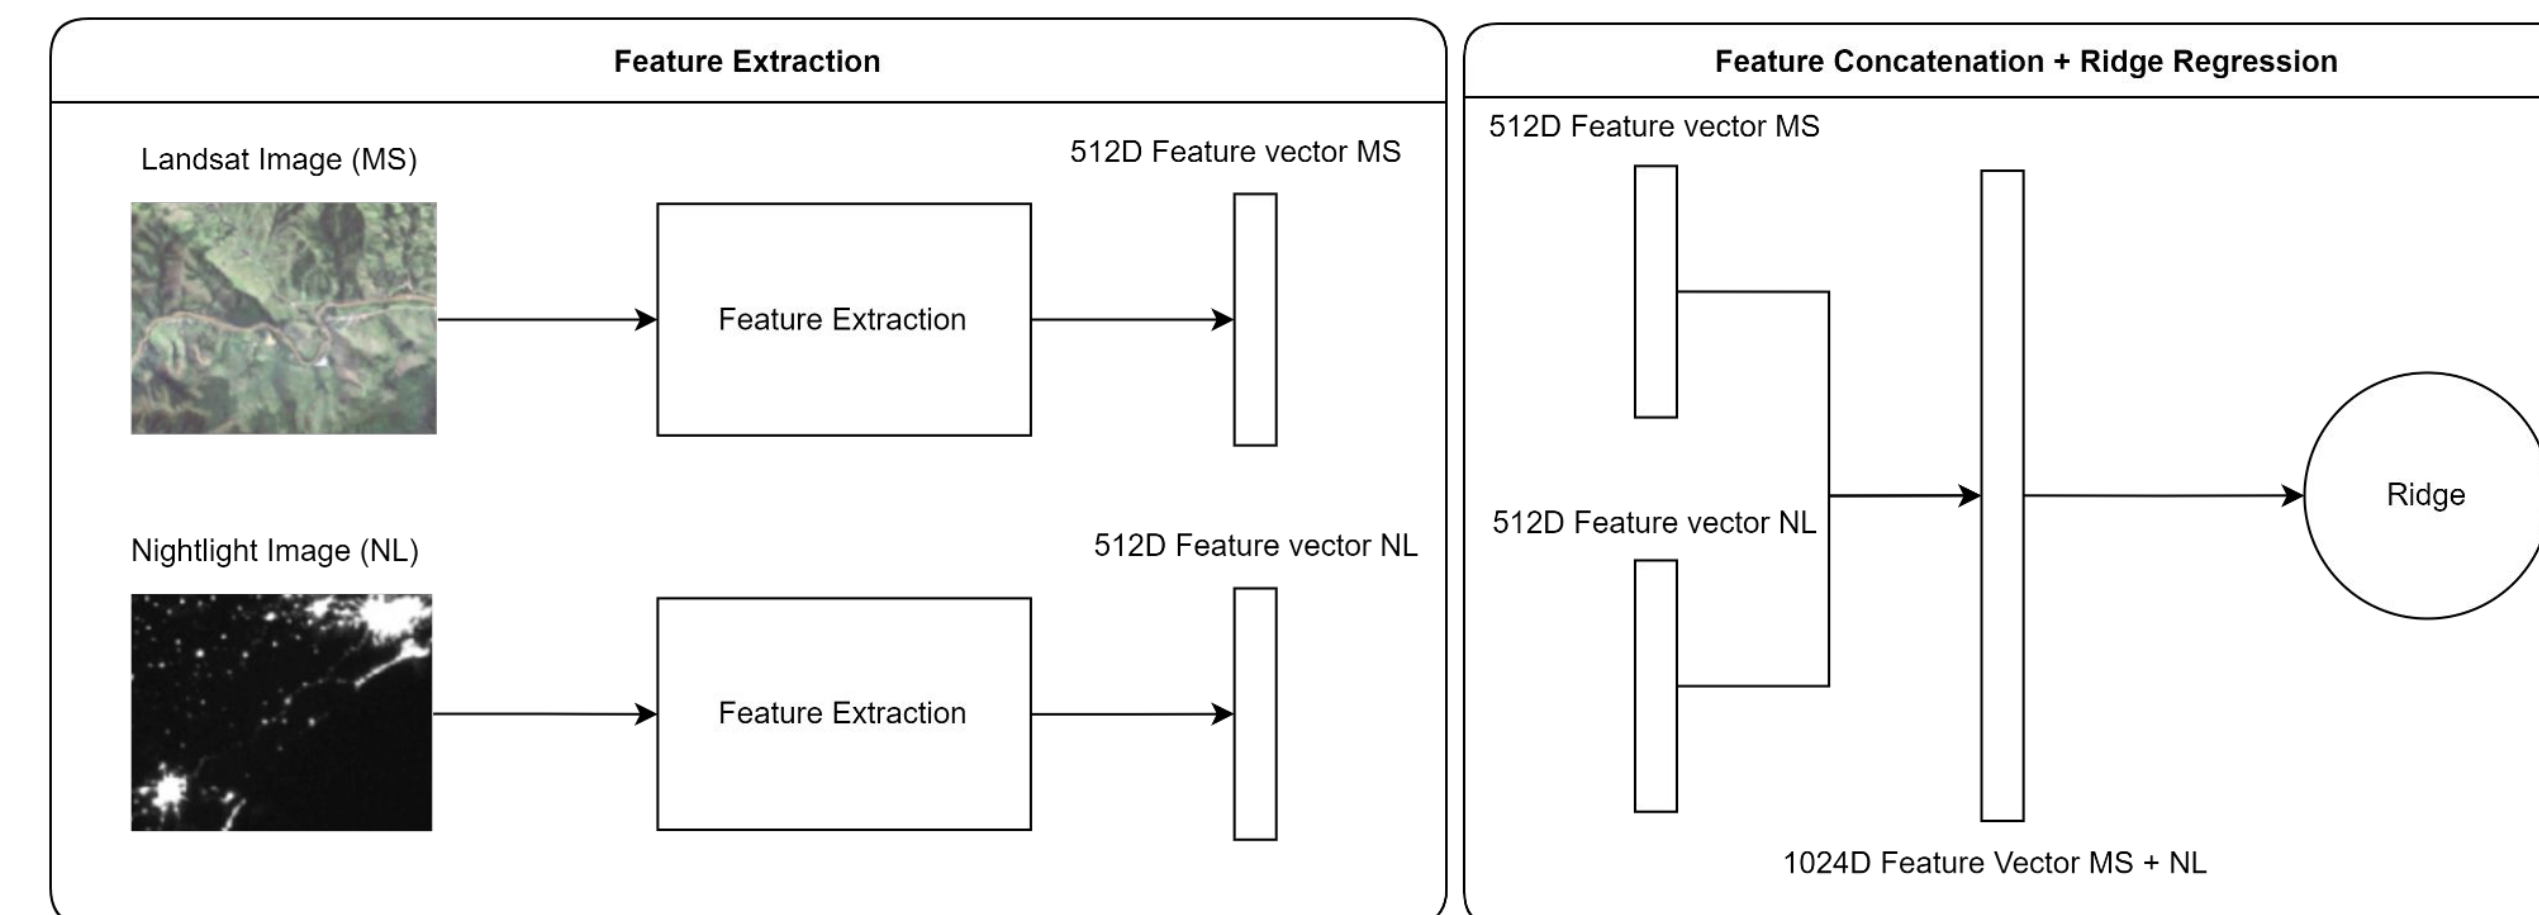 Feature Extraction
Landsat Image (MS)
512D Feature vector MS
Feature Extraction
Nightlight Image (NL)
512D Feature vector NL
Feature Extraction
Feature Concatenation + Ridge Regression
512D Feature vector MS
512D Feature vector NL
Ridge
1024D Feature Vector MS + NL